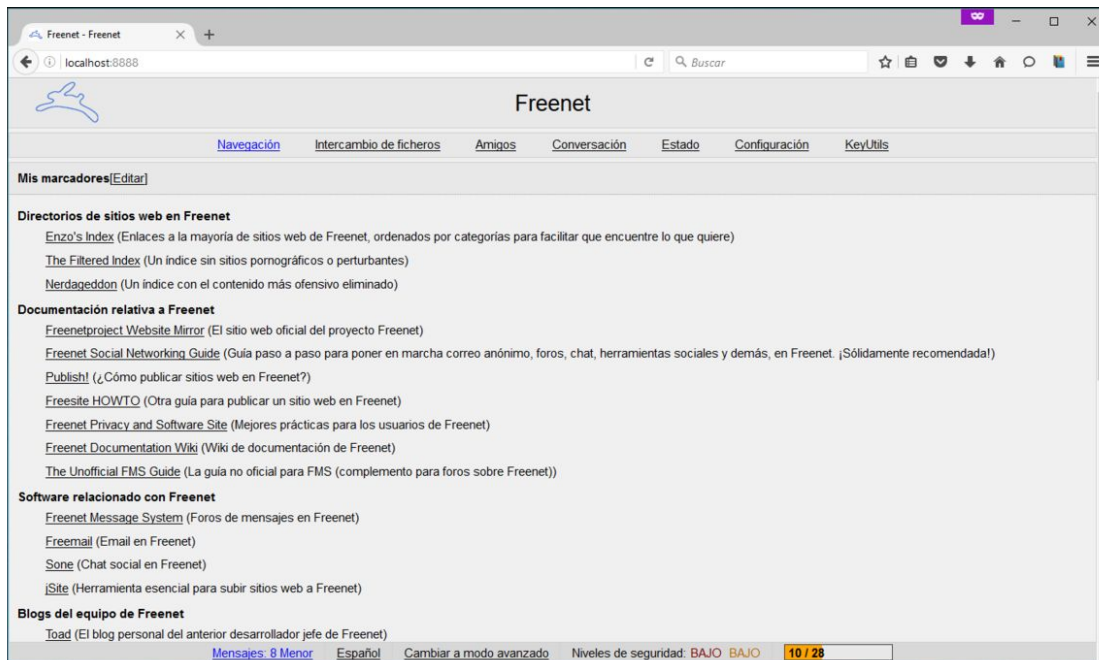 Freenet - Freenet
localhost:8888
Buscar
Freenet
Navegación Intercambio de ficheros Amigos Conversación Estado Configuración KeyUtils
Mis marcadores[Editar]
Directorios de sitios web en Freenet
Enzo's Index (Enlaces a la mayoría de sitios web de Freenet, ordenados por categorías para facilitar que encuentre lo que quiere)
The Filtered Index (Un índice sin sitios pornográficos o perturbantes)
Nerdageddon (Un índice con el contenido más ofensivo eliminado)
Documentación relativa a Freenet
Freenetproject Website Mirror (El sitio web oficial del proyecto Freenet)
Freenet Social Networking Guide (Guía paso a paso para poner en marcha correo anónimo, foros, chat, herramientas sociales y demás, en Freenet. ¡Sólidamente recomendada!)
Publish! (¿Cómo publicar sitios web en Freenet?)
Freesite HOWTO (Otra guía para publicar un sitio web en Freenet)
Freenet Privacy and Software Site (Mejores prácticas para los usuarios de Freenet)
Freenet Documentation Wiki (Wiki de documentación de Freenet)
The Unofficial FMS Guide (La guía no oficial para FMS (complemento para foros sobre Freenet))
Software relacionado con Freenet
Freenet Message System (Foros de mensajes en Freenet)
Freemail (Email en Freenet)
Sone (Chat social en Freenet)
jSite (Herramienta esencial para subir sitios web a Freenet)
Blogs del equipo de Freenet
Toad (El blog personal del anterior desarrollador jefe de Freenet)
Mensajes: 8 Menor Español Cambiar a modo avanzado Niveles de seguridad: BAJO BAJO 10 / 28